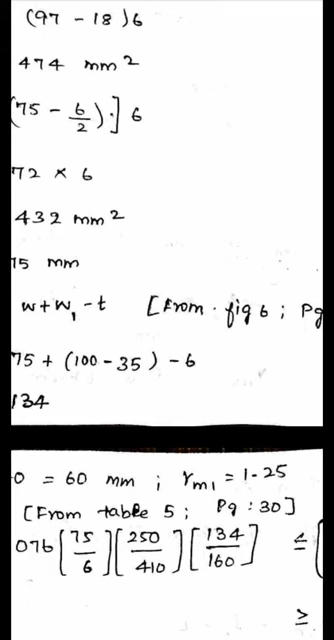 (97 - 18)6
474 mm²
(75 - 6/2)·] 6
72 × 6
432 mm²
75 mm
w+w₁-t [From. fig 6 ; Pg
75 + (100 - 35) - 6
134
0 = 60 mm ; γm1 = 1.25
[From table 5 ; Pg : 30]
076 [75/6] [250/410] [134/160] ≤ (
≥